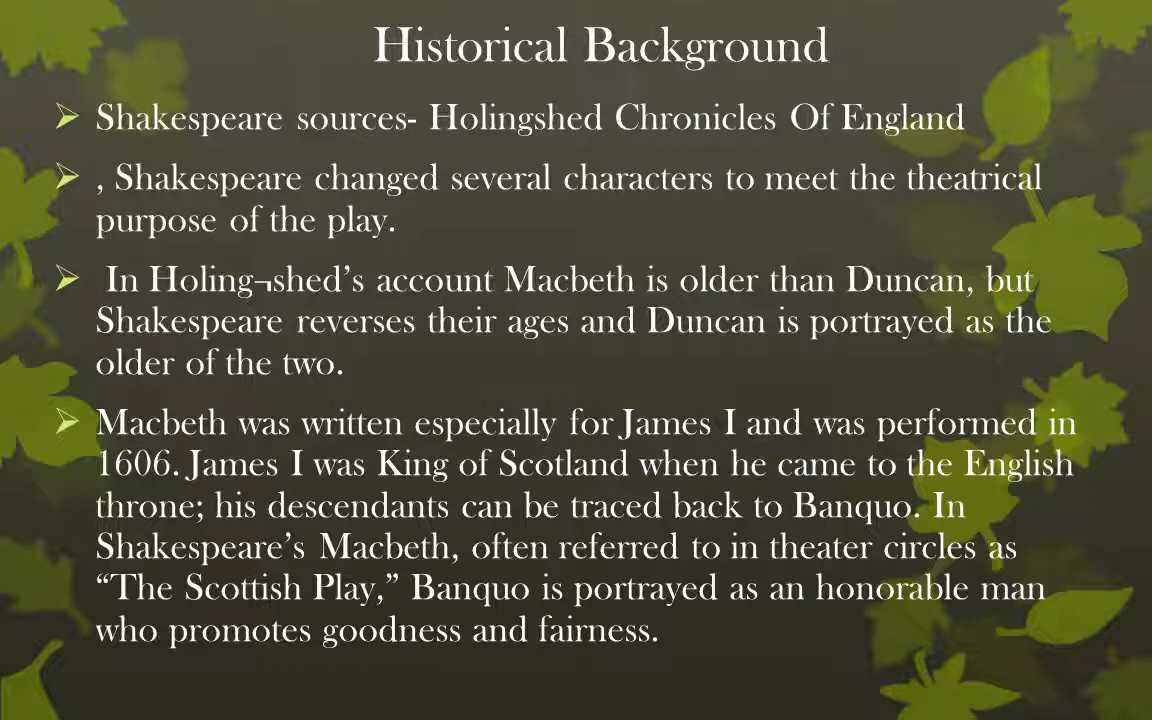 Historical Background
Shakespeare sources- Holingshed Chronicles Of England
, Shakespeare changed several characters to meet the theatrical
purpose of the play.
In Holing¬shed’s account Macbeth is older than Duncan, but
Shakespeare reverses their ages and Duncan is portrayed as the
older of the two.
Macbeth was written especially for James I and was performed in
1606. James I was King of Scotland when he came to the English
throne; his descendants can be traced back to Banquo. In
Shakespeare’s Macbeth, often referred to in theater circles as
“The Scottish Play,” Banquo is portrayed as an honorable man
who promotes goodness and fairness.